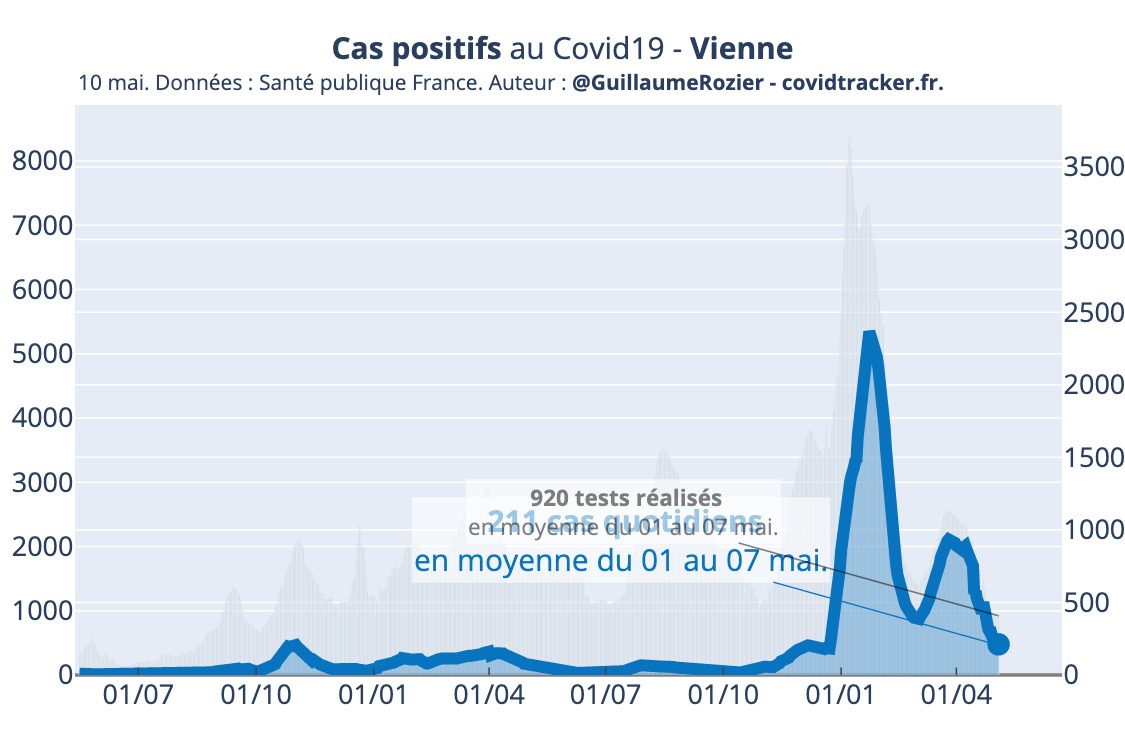 Cas positifs au Covid19 - Vienne
10 mai. Données : Santé publique France. Auteur : @GuillaumeRozier - covidtracker.fr.
8000
7000
6000
5000
4000
3000
2000
1000
0
3500
3000
2500
2000
1500
1000
500
0
920 tests réalisés
en moyenne du 01 au 07 mai.
211 cas quotidiens
en moyenne du 01 au 07 mai.
01/07 01/10 01/01 01/04 01/07 01/10 01/01 01/04